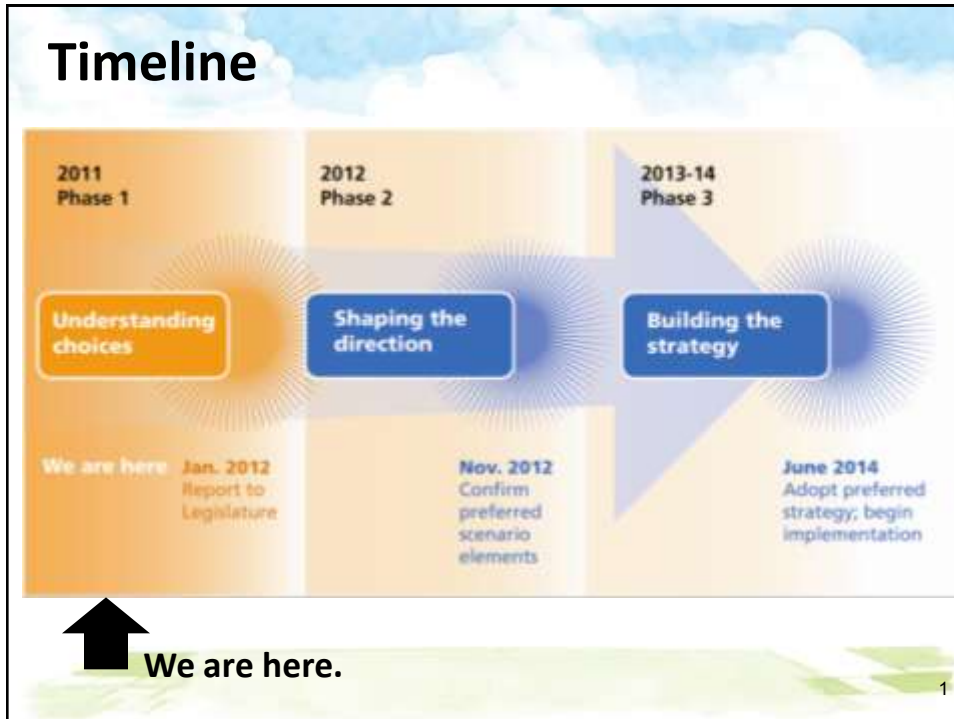 Timeline
2011
Phase 1
2012
Phase 2
2013-14
Phase 3
Understanding
choices
Shaping the
direction
Building the
strategy
We are here
Jan. 2012
Report to
Legislature
Nov. 2012
Confirm
preferred
scenario
elements
June 2014
Adopt preferred
strategy; begin
implementation
We are here.
1